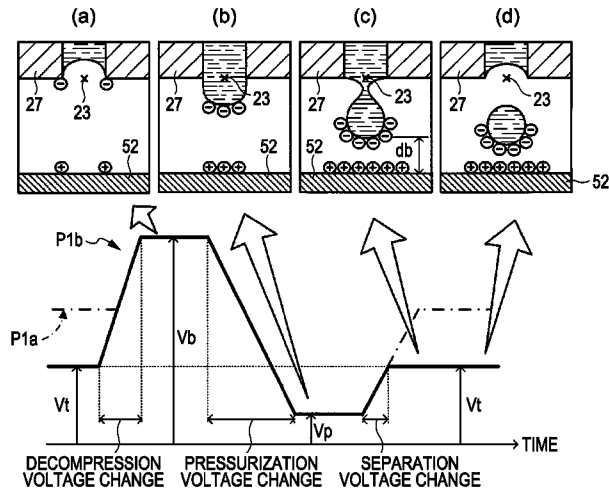 (a) (b) (c) (d)
27 23 27 23 27 23 27 23
db
52 52 52 52
⊖ ⊖ ⊖ ⊖ ⊖ ⊖ ⊖ ⊖ ⊖ ⊖ ⊖ ⊖ ⊖ ⊖ ⊖
⊕ ⊕ ⊕ ⊕ ⊕ ⊕ ⊕ ⊕ ⊕ ⊕ ⊕ ⊕ ⊕ ⊕ ⊕ ⊕ ⊕
P1b
P1a
Vb
Vt Vp Vt
TIME
DECOMPRESSION VOLTAGE CHANGE
PRESSURIZATION VOLTAGE CHANGE
SEPARATION VOLTAGE CHANGE